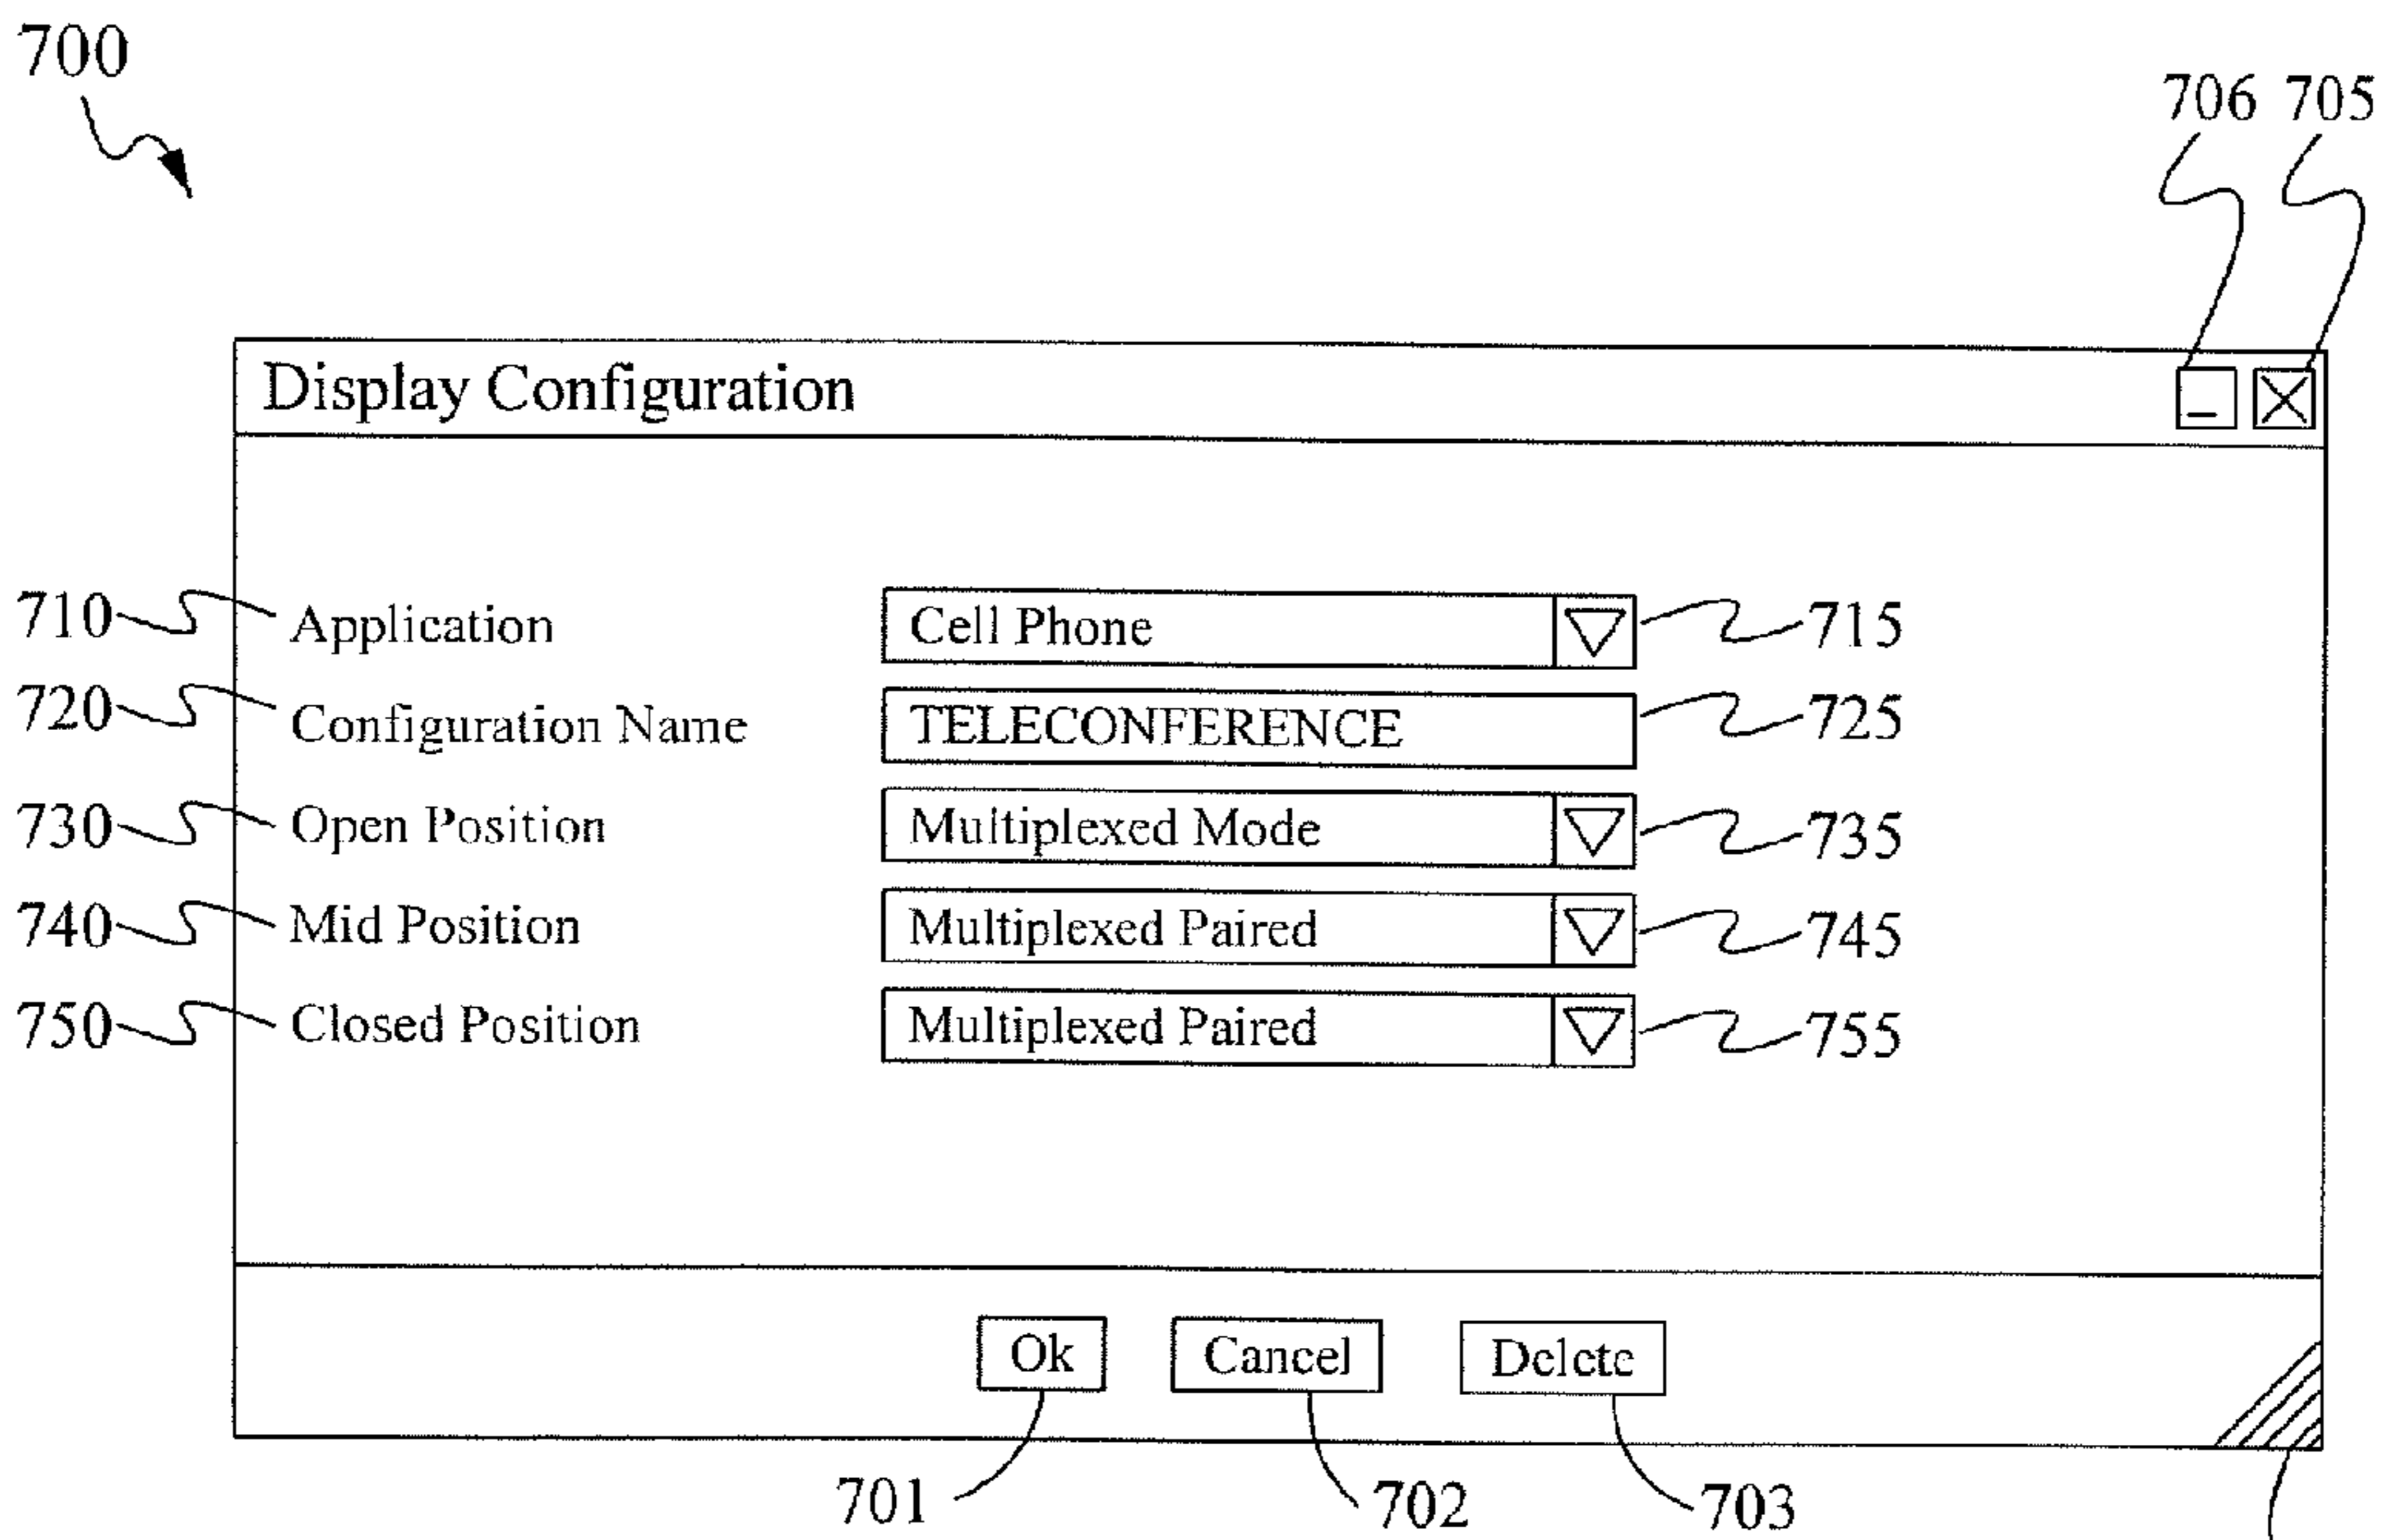 700
706 705
Display Configuration
710 Application Cell Phone 715
720 Configuration Name TELECONFERENCE 725
730 Open Position Multiplexed Mode 735
740 Mid Position Multiplexed Paired 745
750 Closed Position Multiplexed Paired 755
Ok Cancel Delete
701 702 703